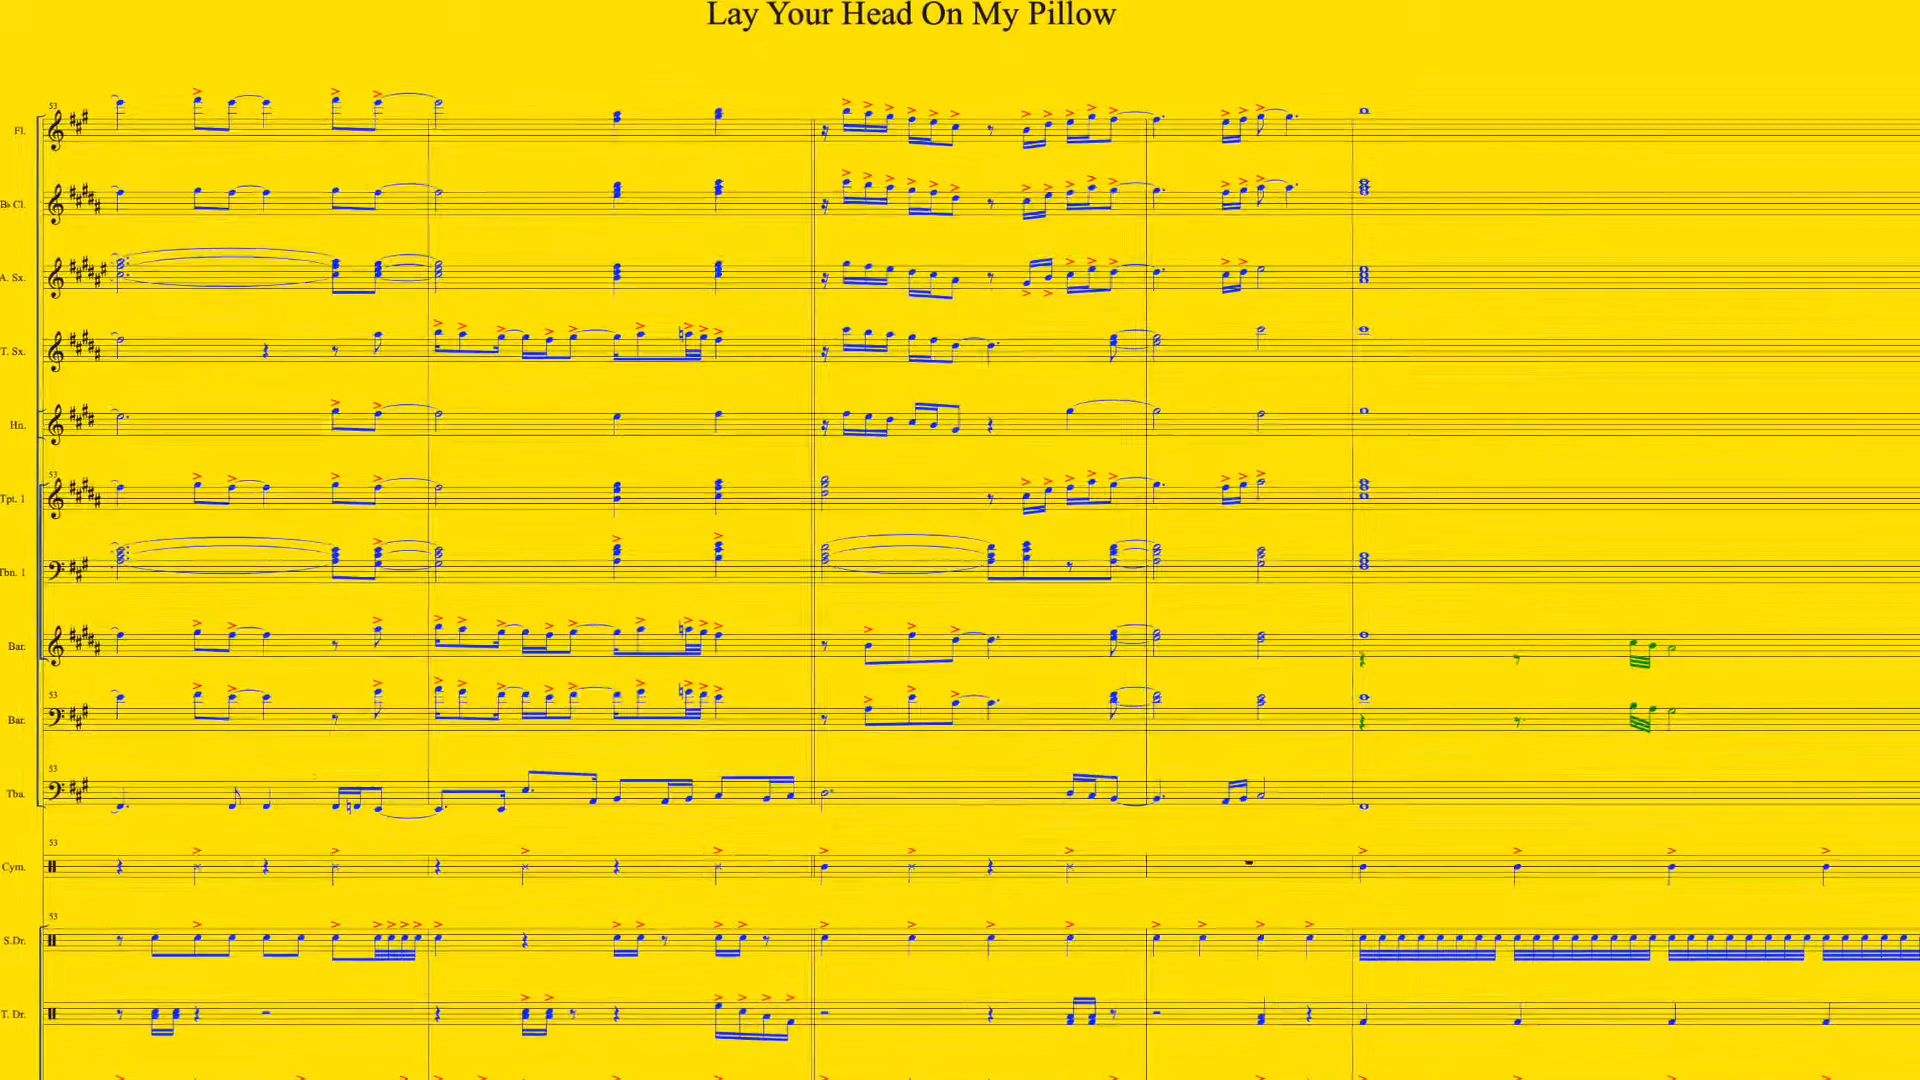 Lay Your Head On My Pillow
53
Fl.
B♭ Cl.
A. Sx.
T. Sx.
Hn.
53
Tpt. 1
Tbn. 1
Bar.
53
Bar.
53
Tba.
53
Cym.
53
S.Dr.
T. Dr.